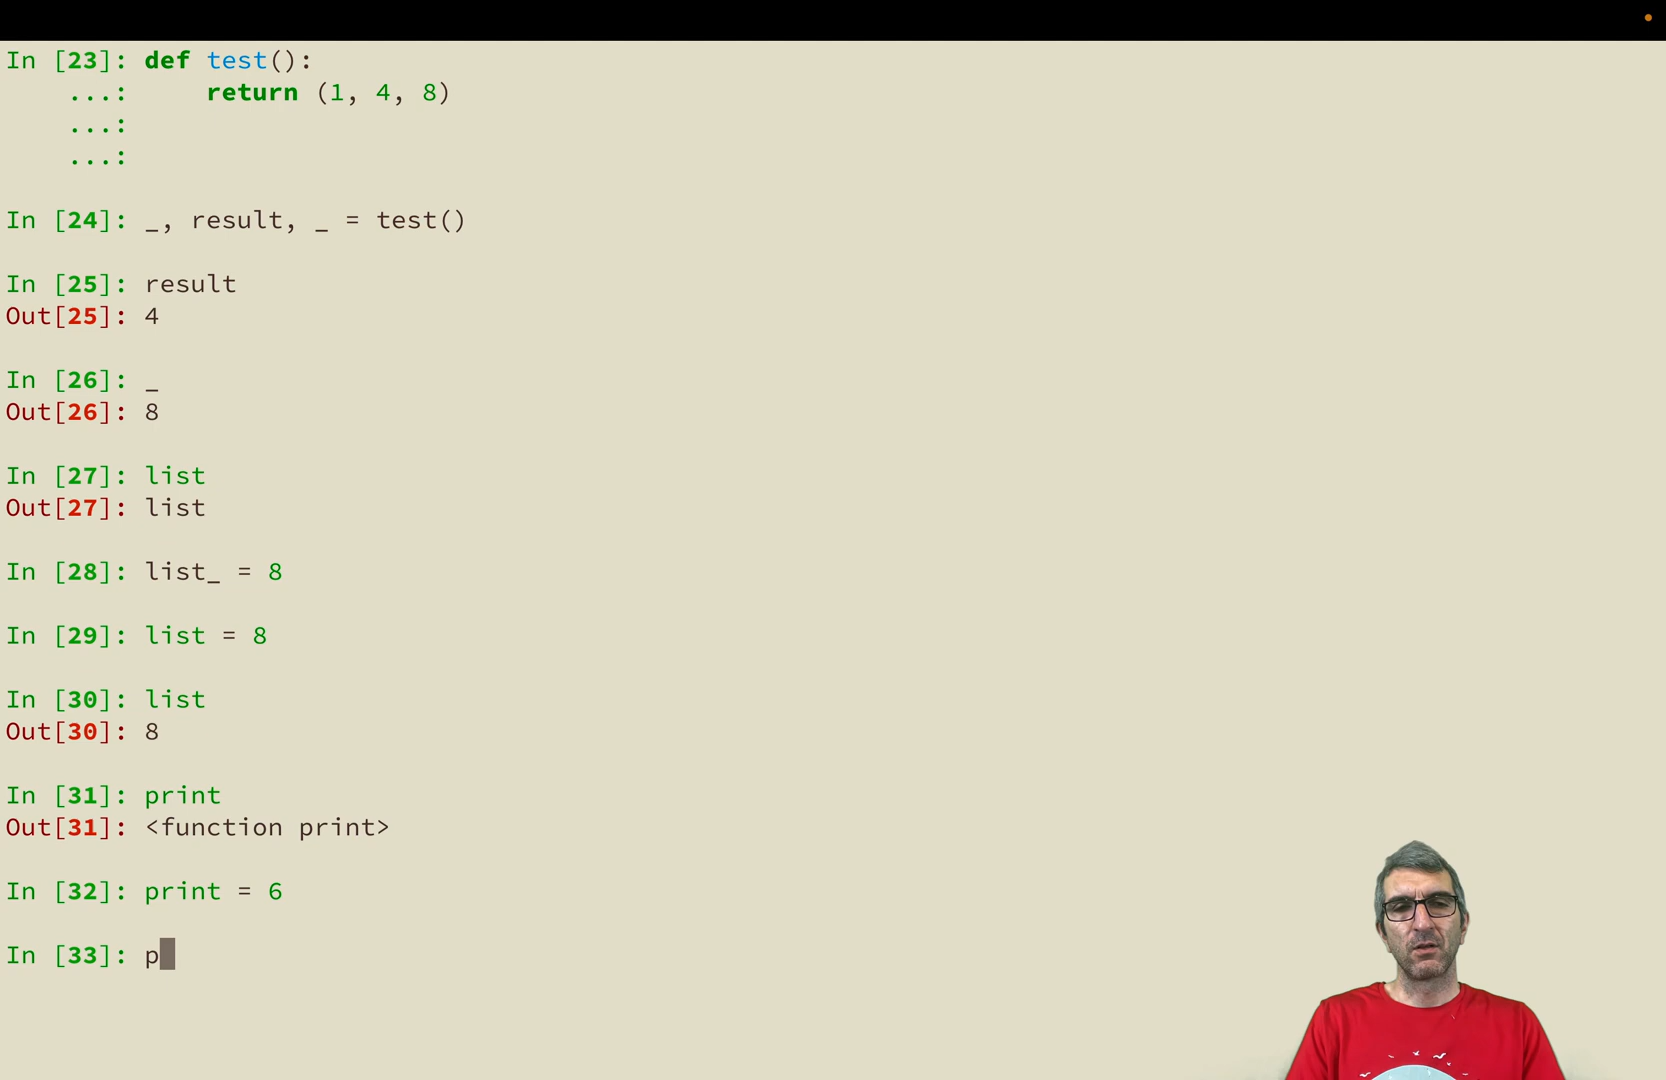 In [23]: def test():
    ...:     return (1, 4, 8)
    ...:
    ...:
In [24]: _, result, _ = test()
In [25]: result
Out[25]: 4
In [26]: _
Out[26]: 8
In [27]: list
Out[27]: list
In [28]: list_ = 8
In [29]: list = 8
In [30]: list
Out[30]: 8
In [31]: print
Out[31]: <function print>
In [32]: print = 6
In [33]: p